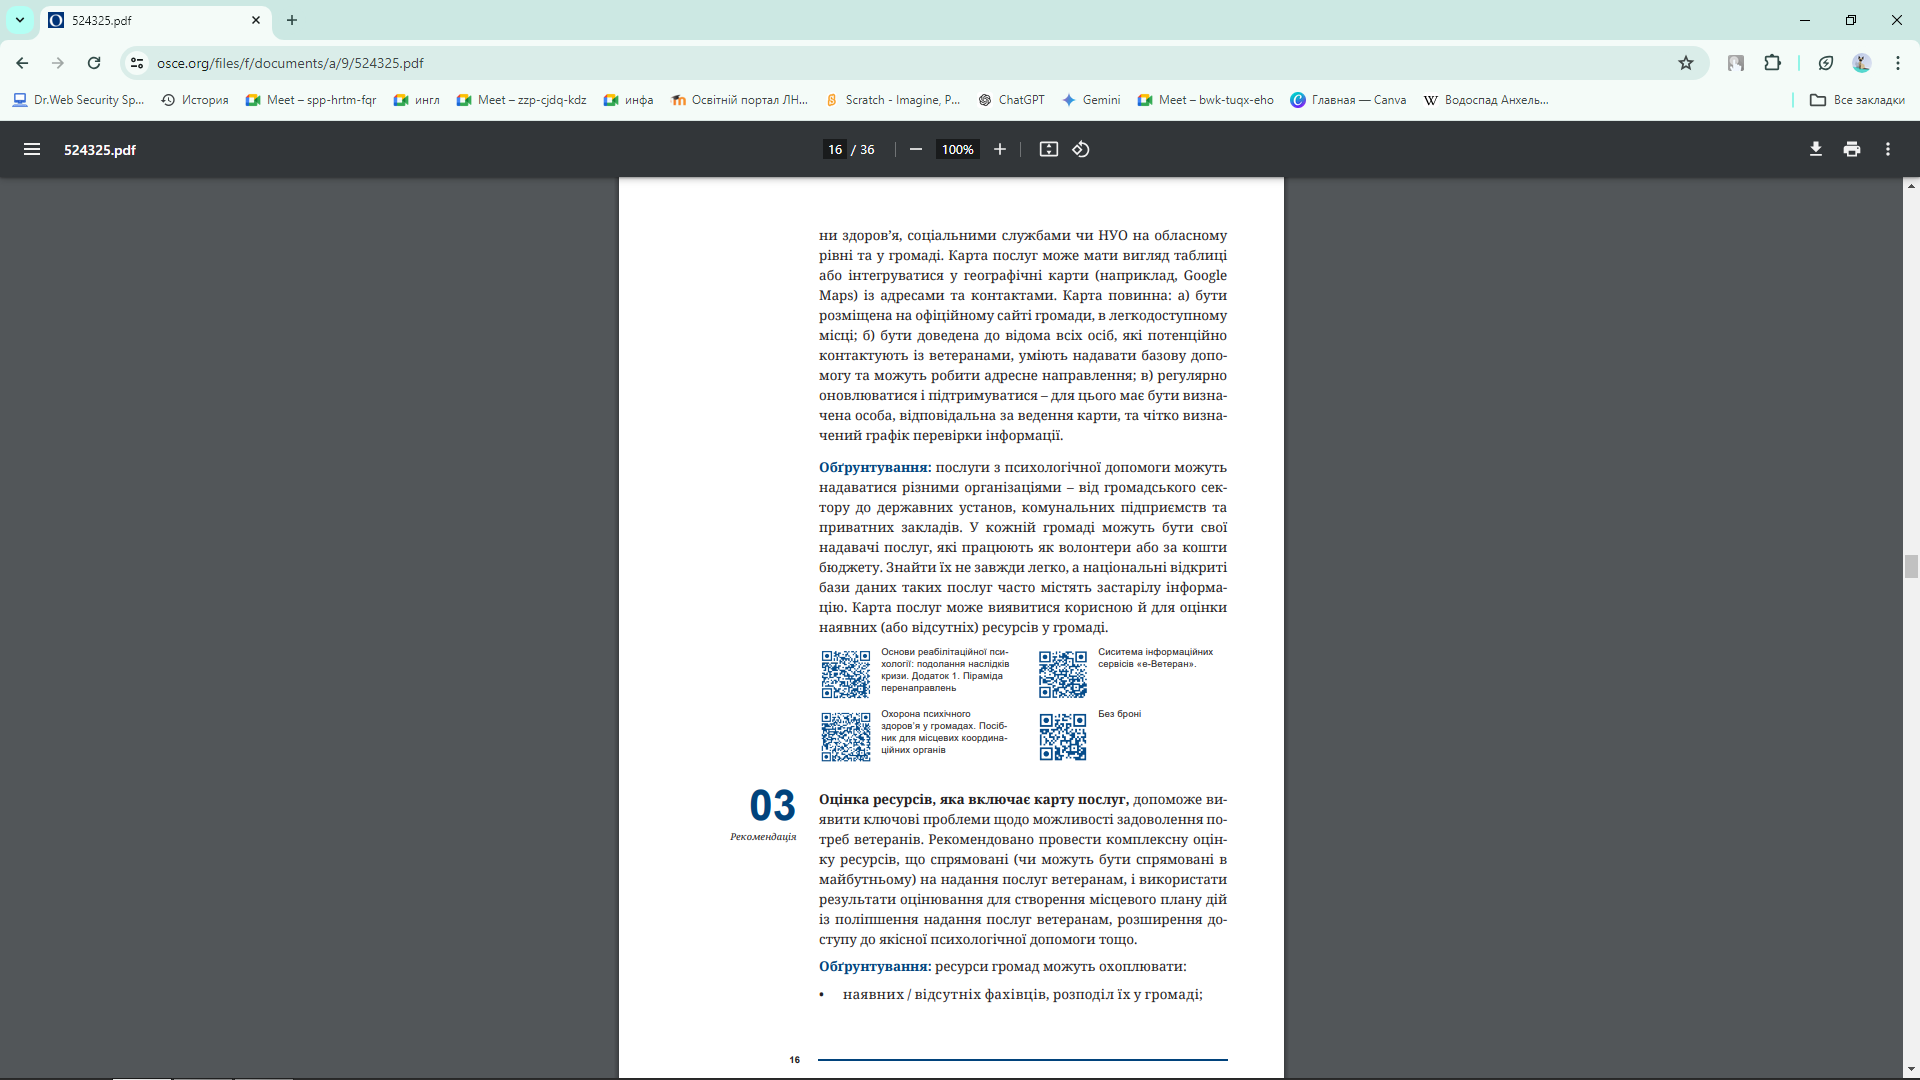 524325.pdf
osce.org/files/f/documents/a/9/524325.pdf
Dr.Web Security Sp...
История
Meet – spp-hrtm-fqr
ингл
Meet – zzp-cjdq-kdz
инфа
Освітній портал ЛН...
Scratch - Imagine, P...
ChatGPT
Gemini
Meet – bwk-tuqx-eho
Главная — Canva
Водоспад Анхель...
Все закладки
524325.pdf
16 / 36
100%
ни здоров’я, соціальними службами чи НУО на обласному
рівні та у громаді. Карта послуг може мати вигляд таблиці
або інтегруватися у географічні карти (наприклад, Google
Maps) із адресами та контактами. Карта повинна: а) бути
розміщена на офіційному сайті громади, в легкодоступному
місці; б) бути доведена до відома всіх осіб, які потенційно
контактують із ветеранами, уміють надавати базову допо-
могу та можуть робити адресне направлення; в) регулярно
оновлюватися і підтримуватися – для цього має бути визна-
чена особа, відповідальна за ведення карти, та чітко визна-
чений графік перевірки інформації.
Обґрунтування: послуги з психологічної допомоги можуть
надаватися різними організаціями – від громадського сек-
тору до державних установ, комунальних підприємств та
приватних закладів. У кожній громаді можуть бути свої
надавачі послуг, які працюють як волонтери або за кошти
бюджету. Знайти їх не завжди легко, а національні відкриті
бази даних таких послуг часто містять застарілу інформа-
цію. Карта послуг може виявитися корисною й для оцінки
наявних (або відсутніх) ресурсів у громаді.
Основи реабілітаційної пси-
хології: подолання наслідків
кризи. Додаток 1. Піраміда
перенаправлень
Сиситема інформаційних
сервісів «е-Ветеран».
Охорона психічного
здоров’я у громадах. Посіб-
ник для місцевих координа-
ційних органів
Без броні
03
Рекомендація
Оцінка ресурсів, яка включає карту послуг, допоможе ви-
явити ключові проблеми щодо можливості задоволення по-
треб ветеранів. Рекомендовано провести комплексну оцін-
ку ресурсів, що спрямовані (чи можуть бути спрямовані в
майбутньому) на надання послуг ветеранам, і використати
результати оцінювання для створення місцевого плану дій
із поліпшення надання послуг ветеранам, розширення до-
ступу до якісної психологічної допомоги тощо.
Обґрунтування: ресурси громад можуть охоплювати:
• наявних / відсутніх фахівців, розподіл їх у громаді;
16